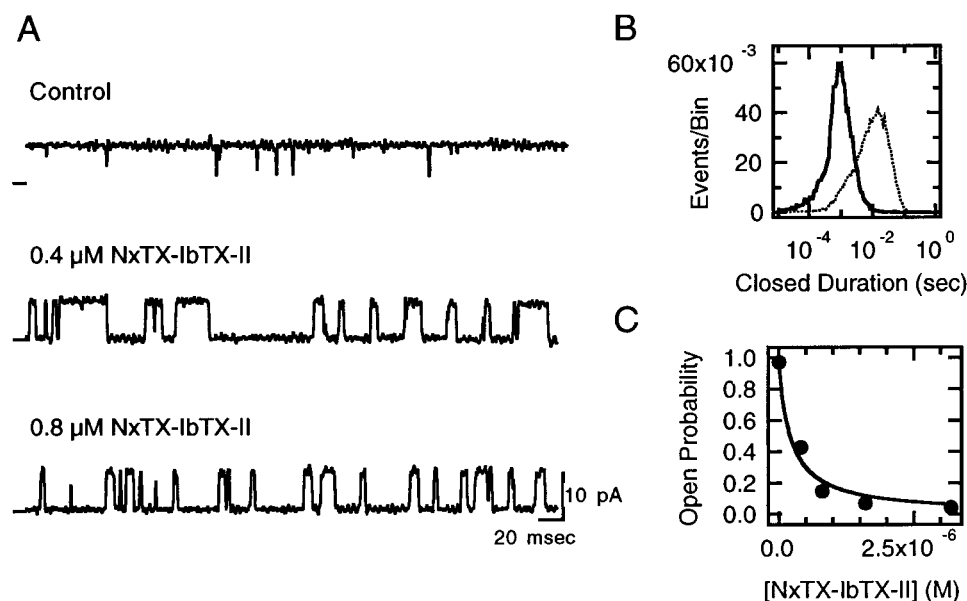 A
Control
0.4 µM NxTX-IbTX-II
0.8 µM NxTX-IbTX-II
10 pA
20 msec
B
60x10 -3
40
20
0
Events/Bin
10 -4
10 -2
10 0
Closed Duration (sec)
C
1.0
0.8
0.6
0.4
0.2
0.0
Open Probability
0.0
2.5x10 -6
[NxTX-IbTX-II] (M)